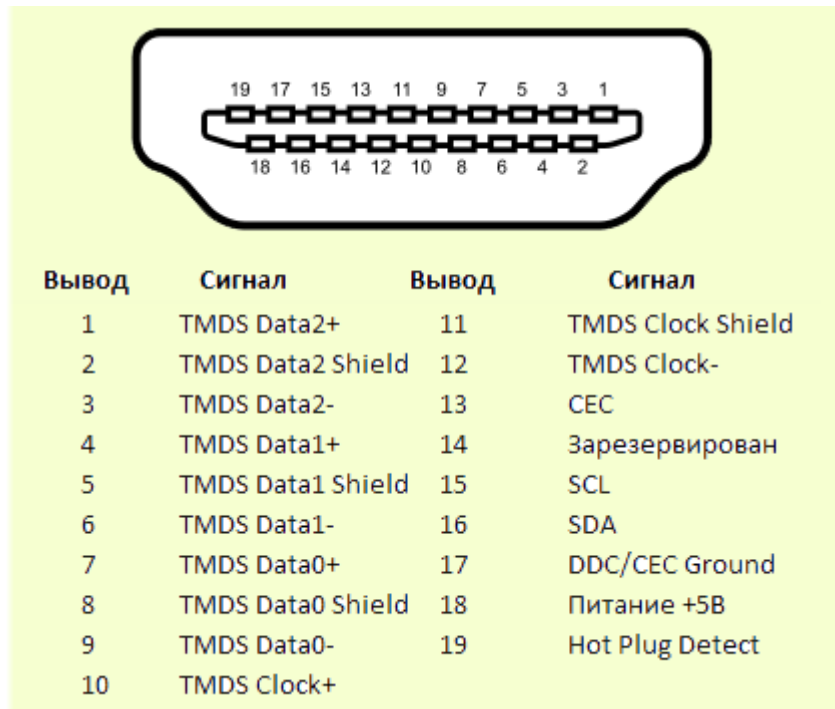 19 17 15 13 11 9 7 5 3 1
18 16 14 12 10 8 6 4 2
Вывод Сигнал Вывод Сигнал
1 TMDS Data2+ 11 TMDS Clock Shield
2 TMDS Data2 Shield 12 TMDS Clock-
3 TMDS Data2- 13 CEC
4 TMDS Data1+ 14 Зарезервирован
5 TMDS Data1 Shield 15 SCL
6 TMDS Data1- 16 SDA
7 TMDS Data0+ 17 DDC/CEC Ground
8 TMDS Data0 Shield 18 Питание +5В
9 TMDS Data0- 19 Hot Plug Detect
10 TMDS Clock+